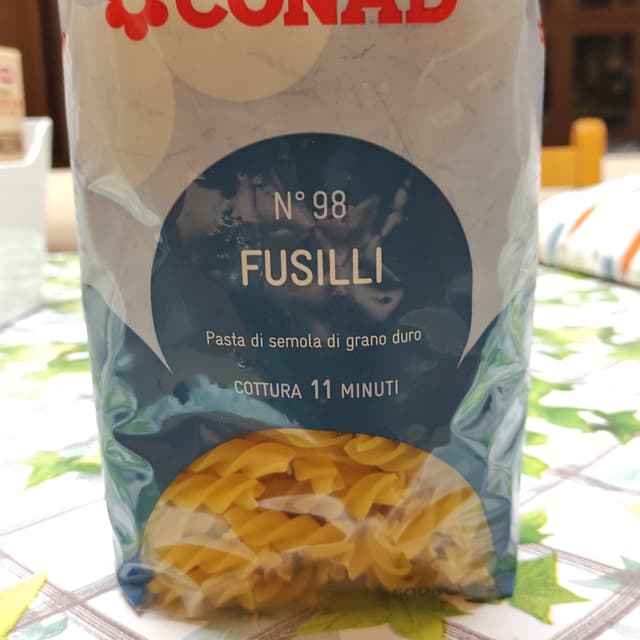 CONAD
N° 98
FUSILLI
Pasta di semola di grano duro
COTTURA 11 MINUTI